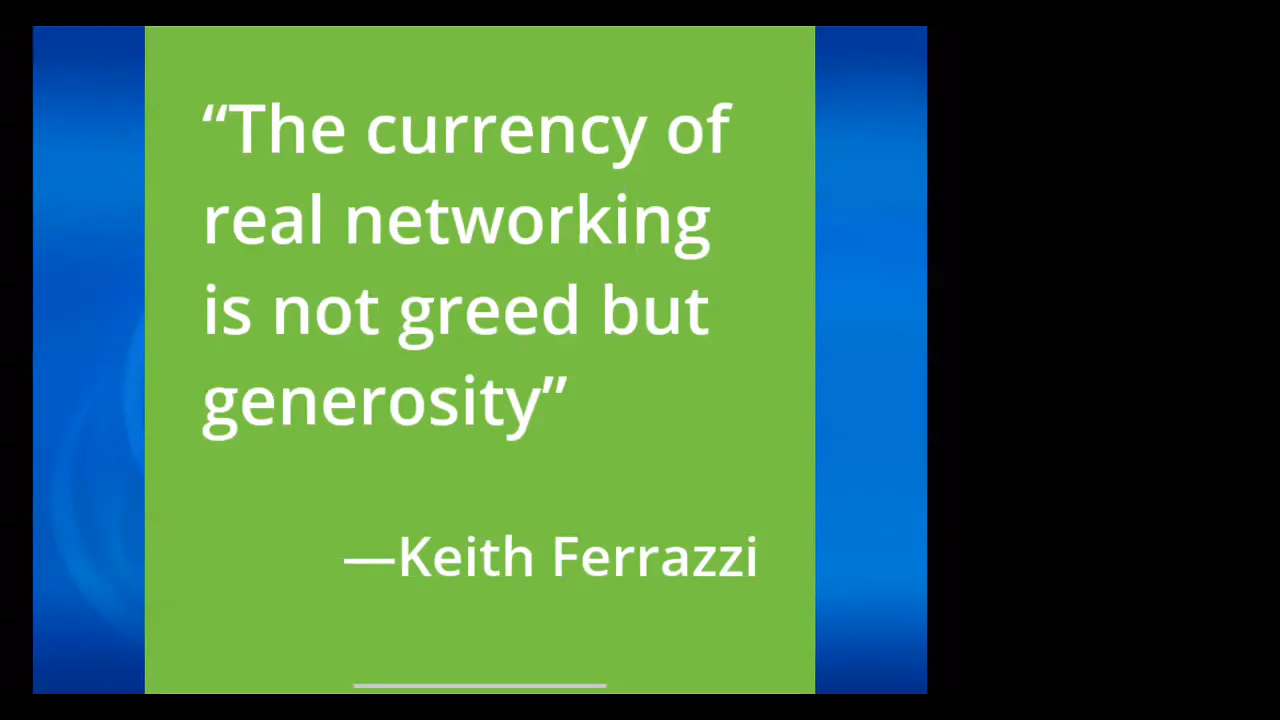 “The currency of
real networking
is not greed but
generosity”
—Keith Ferrazzi